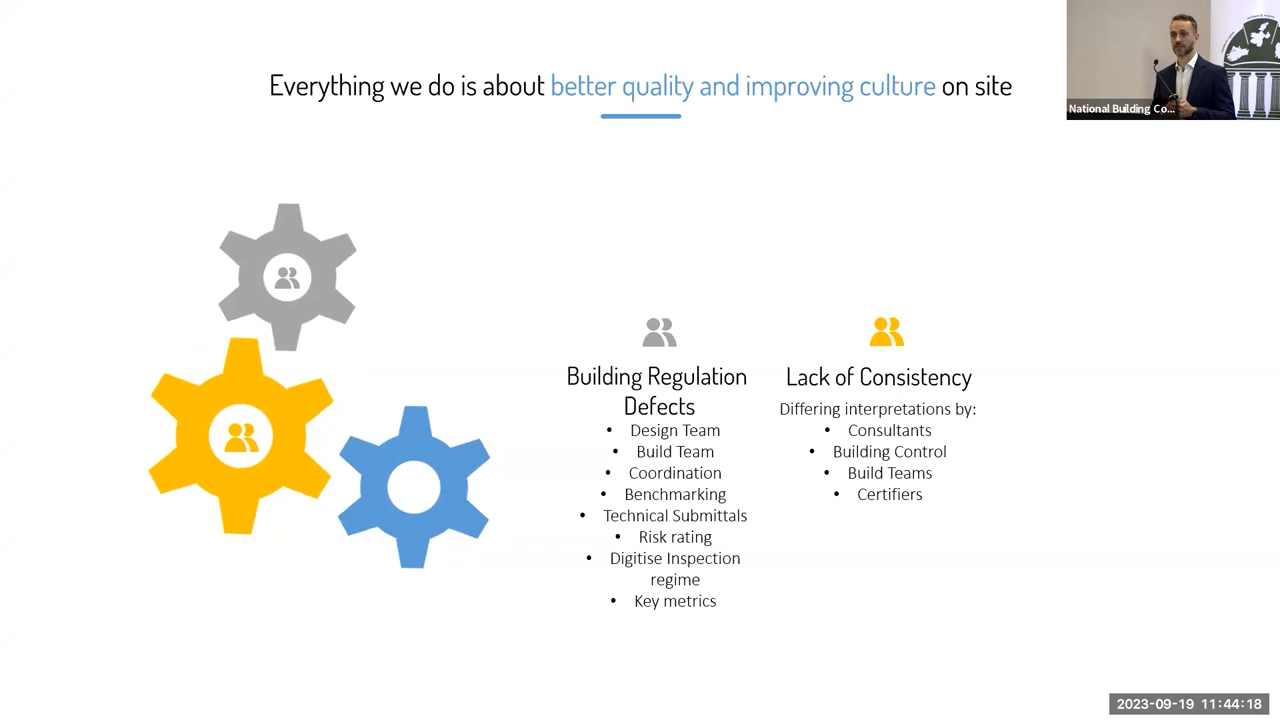 Everything we do is about better quality and improving culture on site
National Building Co...
Building Regulation
Defects
• Design Team
• Build Team
• Coordination
• Benchmarking
• Technical Submittals
• Risk rating
• Digitise Inspection
regime
• Key metrics
Lack of Consistency
Differing interpretations by:
• Consultants
• Building Control
• Build Teams
• Certifiers
2023-09-19 11:44:18